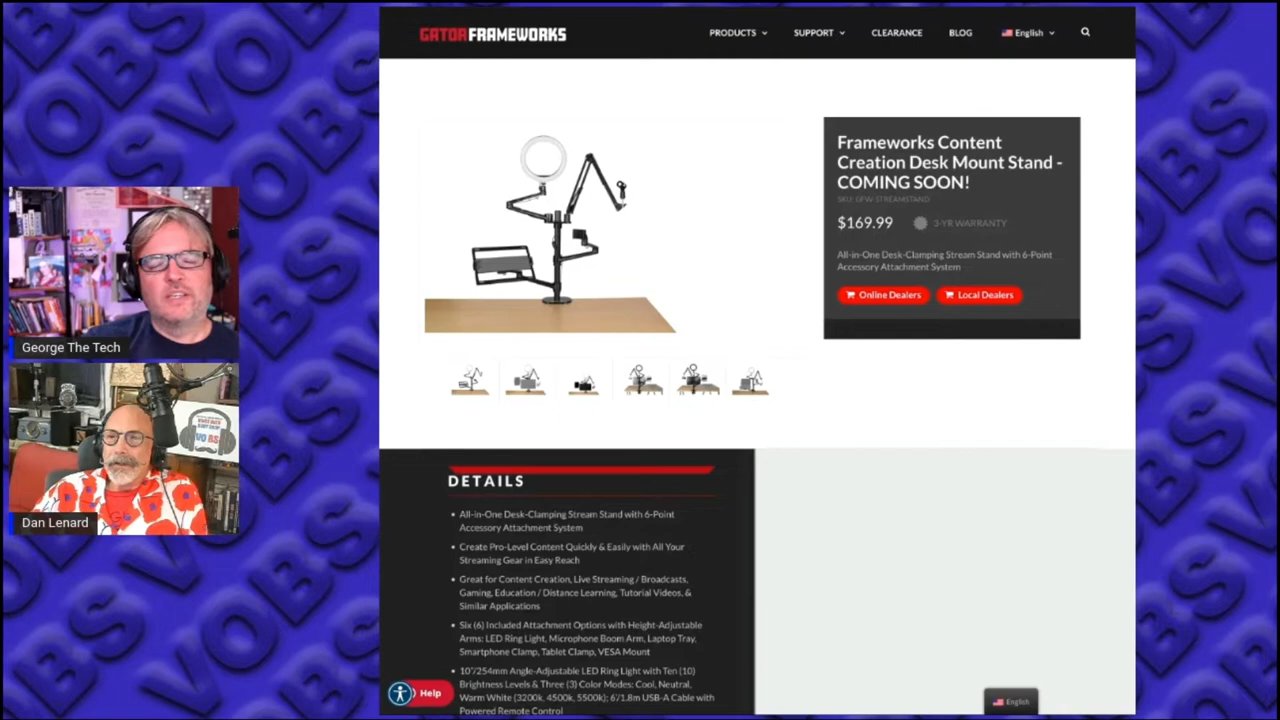 GATORFRAMEWORKS
PRODUCTS
SUPPORT
CLEARANCE
BLOG
English
Frameworks Content
Creation Desk Mount Stand -
COMING SOON!
SKU: GFW-STREAMSTAND
$169.99
3-YR WARRANTY
All-in-One Desk-Clamping Stream Stand with 6-Point
Accessory Attachment System
Online Dealers
Local Dealers
George The Tech
VOBS
Dan Lenard
DETAILS
• All-in-One Desk-Clamping Stream Stand with 6-Point
Accessory Attachment System
• Create Pro-Level Content Quickly & Easily with All Your
Streaming Gear in Easy Reach
• Great for Content Creation, Live Streaming / Broadcasts,
Gaming, Education / Distance Learning, Tutorial Videos, &
Similar Applications
• Six (6) Included Attachment Options with Height-Adjustable
Arms: LED Ring Light, Microphone Boom Arm, Laptop Tray,
Smartphone Clamp, Tablet Clamp, VESA Mount
• 10"/254mm Angle-Adjustable LED Ring Light with Ten (10)
Brightness Levels & Three (3) Color Modes: Cool, Neutral,
Warm White (3200k, 4500k, 5500k); 6'/1.8m USB-A Cable with
Powered Remote Control
Help
English